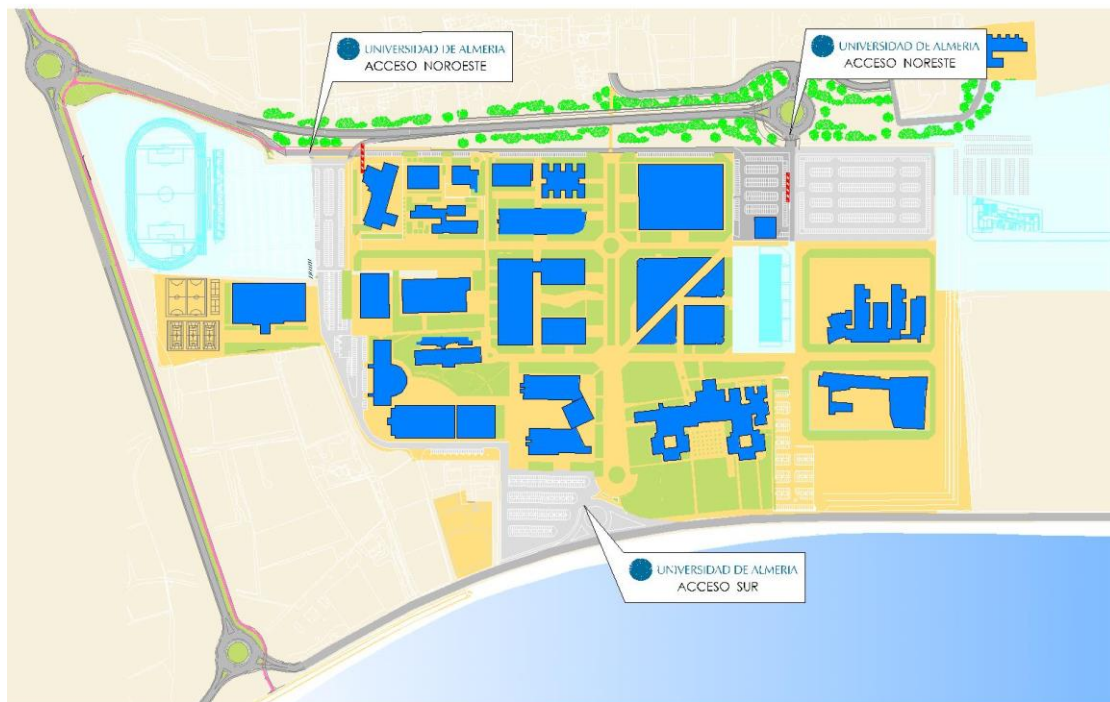 UNIVERSIDAD DE ALMERIA
ACCESO NOROESTE
UNIVERSIDAD DE ALMERIA
ACCESO NORESTE
UNIVERSIDAD DE ALMERIA
ACCESO SUR